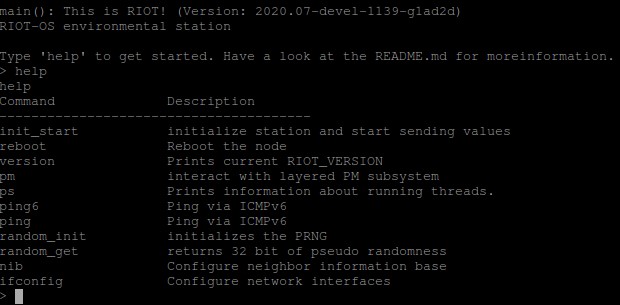 main(): This is RIOT! (Version: 2020.07-devel-1139-g1ad2d)
RIOT-OS environmental station
Type 'help' to get started. Have a look at the README.md for moreinformation.
> help
help
Command Description
---------------------------------------
init_start initialize station and start sending values
reboot Reboot the node
version Prints current RIOT_VERSION
pm interact with layered PM subsystem
ps Prints information about running threads.
ping6 Ping via ICMPv6
ping Ping via ICMPv6
random_init initializes the PRNG
random_get returns 32 bit of pseudo randomness
nib Configure neighbor information base
ifconfig Configure network interfaces
>